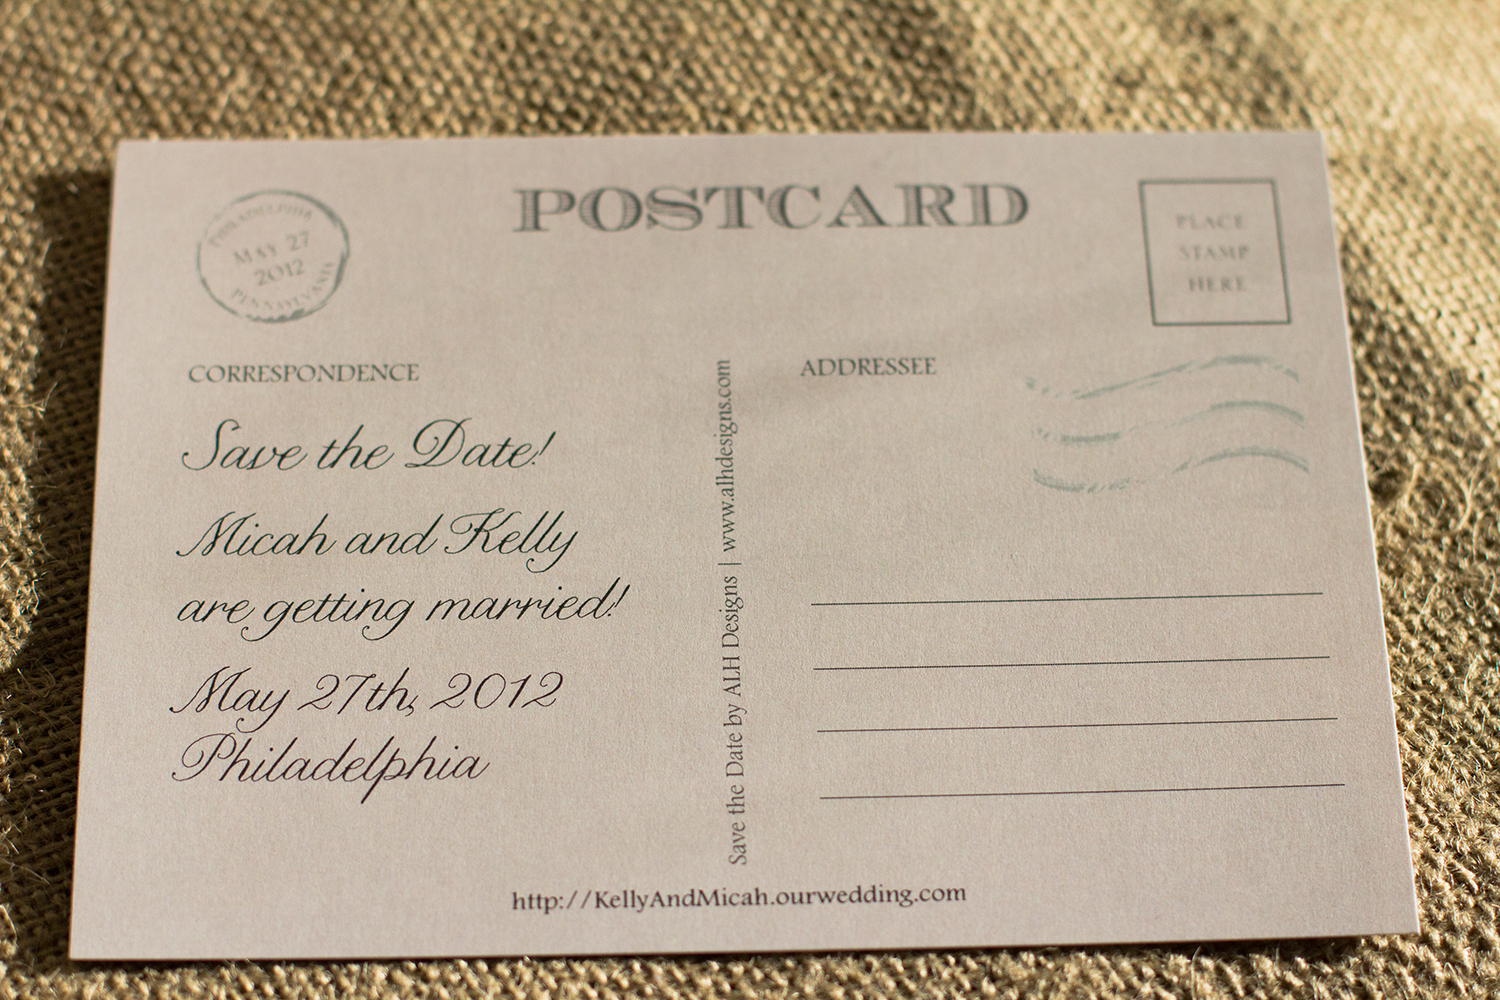 POSTCARD
PHILADELPHIA
MAY 27
2012
PENNSYLVANIA
PLACE
STAMP
HERE
CORRESPONDENCE
Save the Date!
Micah and Kelly
are getting married!
May 27th, 2012
Philadelphia
Save the Date by ALH Designs | www.alhdesigns.com
ADDRESSEE
http://KellyAndMicah.ourwedding.com